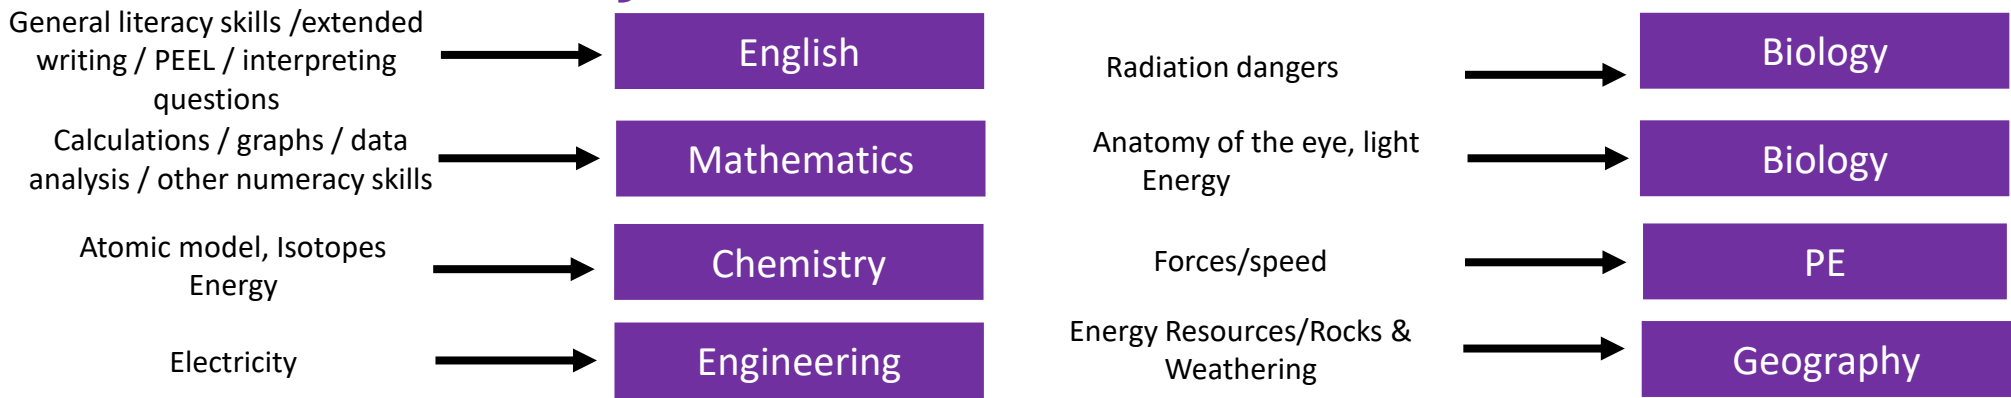 General literacy skills /extended
writing / PEEL / interpreting
questions
English
Calculations / graphs / data
analysis / other numeracy skills
Mathematics
Atomic model, Isotopes
Energy
Chemistry
Electricity
Engineering
Radiation dangers
Biology
Anatomy of the eye, light
Energy
Biology
Forces/speed
PE
Energy Resources/Rocks &
Weathering
Geography